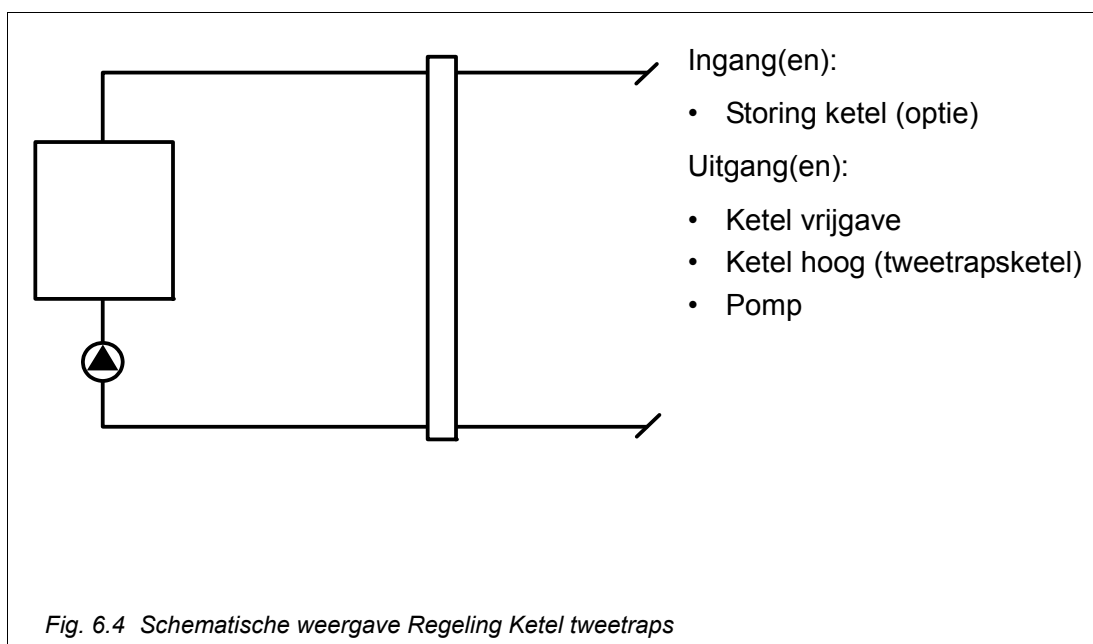 Ingang(en):
• Storing ketel (optie)
Uitgang(en):
• Ketel vrijgave
• Ketel hoog (tweetrapsketel)
• Pomp
Fig. 6.4 Schematische weergave Regeling Ketel tweetraps